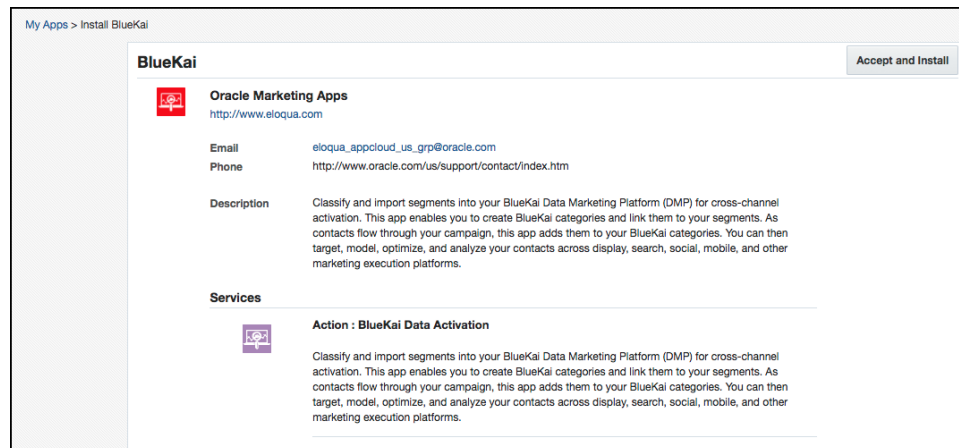 My Apps > Install BlueKai
BlueKai
Accept and Install
Oracle Marketing Apps
http://www.eloqua.com
Email eloqua_appcloud_us_grp@oracle.com
Phone http://www.oracle.com/us/support/contact/index.htm
Description Classify and import segments into your BlueKai Data Marketing Platform (DMP) for cross-channel
activation. This app enables you to create BlueKai categories and link them to your segments. As
contacts flow through your campaign, this app adds them to your BlueKai categories. You can then
target, model, optimize, and analyze your contacts across display, search, social, mobile, and other
marketing execution platforms.
Services
Action : BlueKai Data Activation
Classify and import segments into your BlueKai Data Marketing Platform (DMP) for cross-channel
activation. This app enables you to create BlueKai categories and link them to your segments. As
contacts flow through your campaign, this app adds them to your BlueKai categories. You can then
target, model, optimize, and analyze your contacts across display, search, social, mobile, and other
marketing execution platforms.